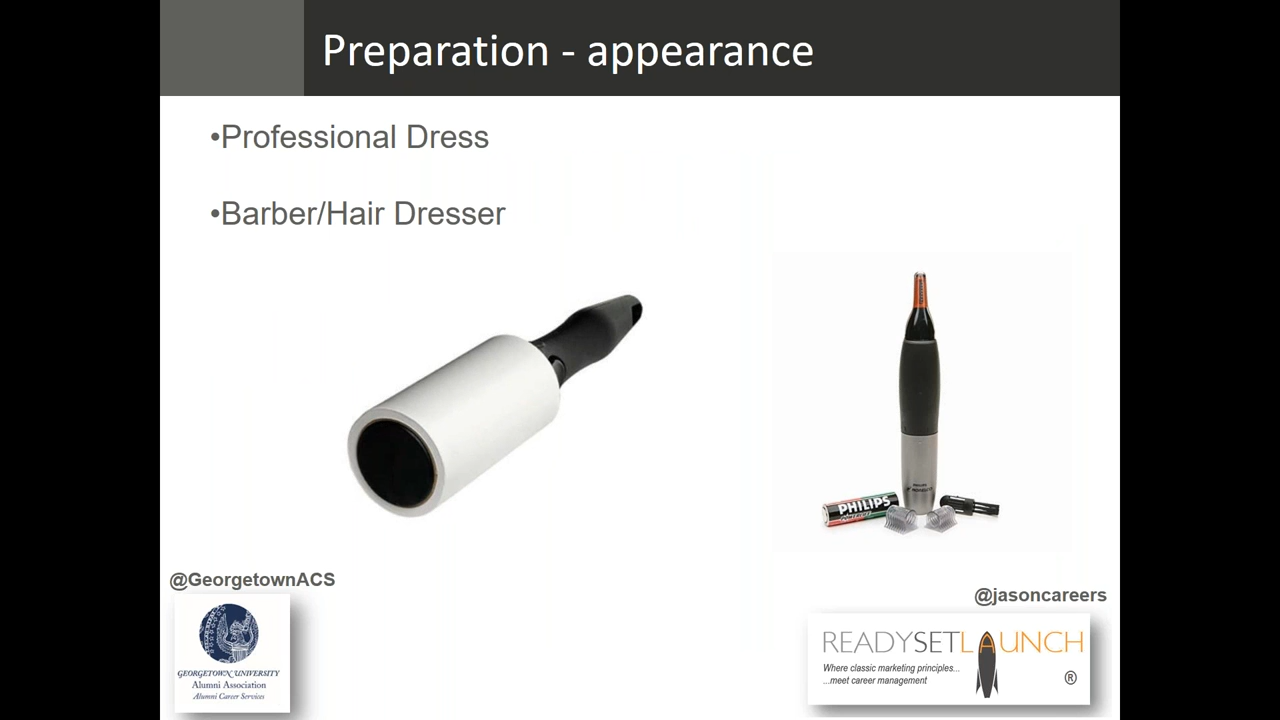 Preparation - appearance
•Professional Dress
•Barber/Hair Dresser
PHILIPS
@GeorgetownACS
@jasoncareers
GEORGETOWN UNIVERSITY
Alumni Association
Alumni Career Services
READYSETLAUNCH
Where classic marketing principles...
...meet career management
®